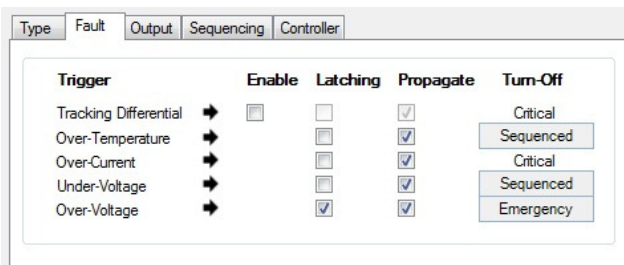 Type Fault Output Sequencing Controller
Trigger Enable Latching Propagate Turn-Off
Tracking Differential Critical
Over-Temperature Sequenced
Over-Current Critical
Under-Voltage Sequenced
Over-Voltage Emergency